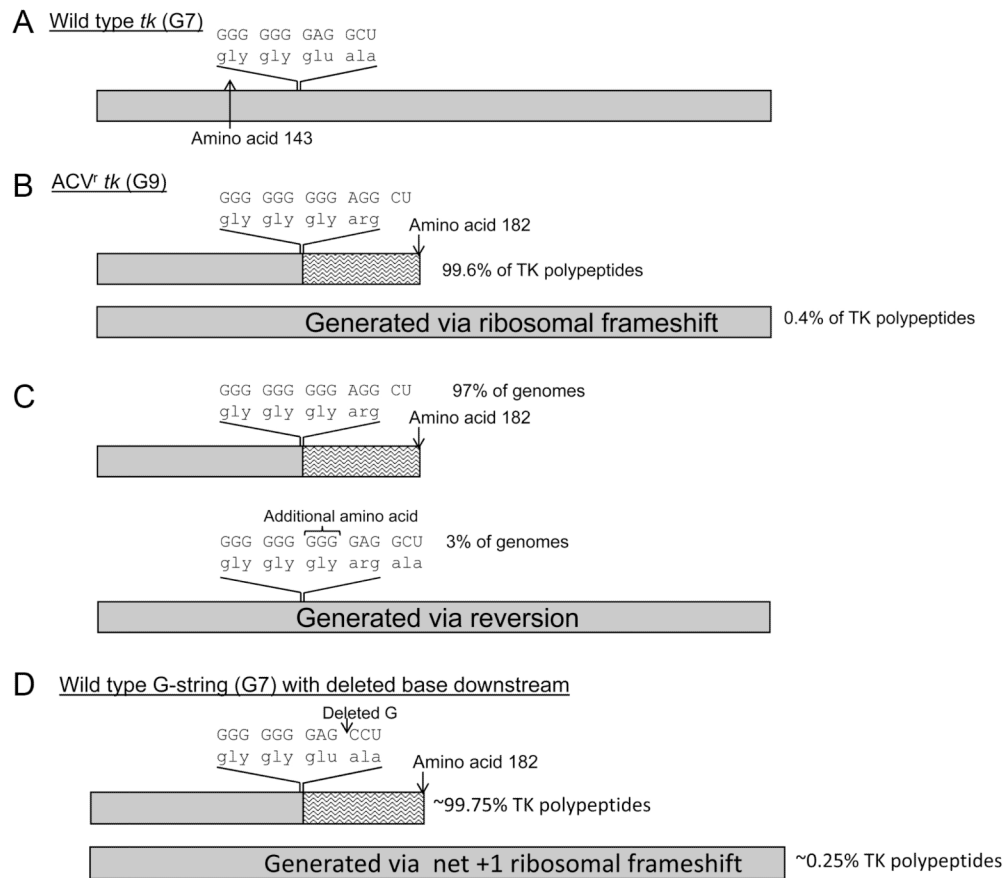 A Wild type tk (G7)
GGG GGG GAG GCU
gly gly glu ala
Amino acid 143
B ACVʳ tk (G9)
GGG GGG GGG AGG CU
gly gly gly arg
Amino acid 182
99.6% of TK polypeptides
Generated via ribosomal frameshift
0.4% of TK polypeptides
C
GGG GGG GGG AGG CU
97% of genomes
gly gly gly arg
Amino acid 182
Additional amino acid
GGG GGG GGG GAG GCU
3% of genomes
gly gly gly arg ala
Generated via reversion
D Wild type G-string (G7) with deleted base downstream
Deleted G
GGG GGG GAG CCU
gly gly glu ala
Amino acid 182
~99.75% TK polypeptides
Generated via net +1 ribosomal frameshift
~0.25% TK polypeptides